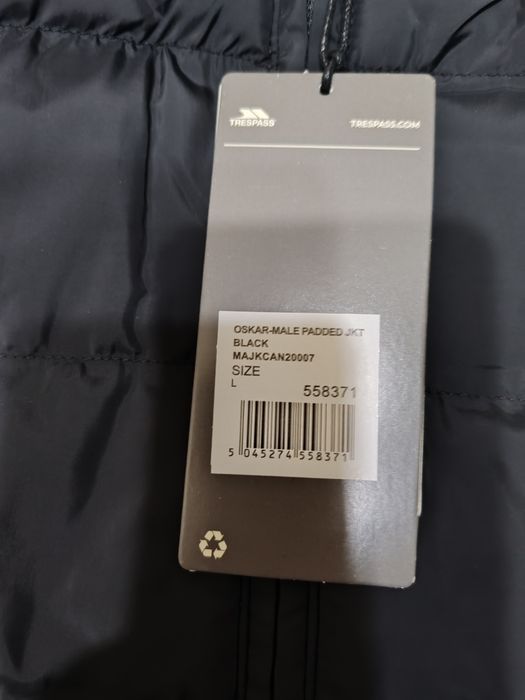 TRESPASS
TRESPASS.COM
OSKAR-MALE PADDED JKT
BLACK
MAJKCAN20007
SIZE
L
558371
5 045274 558371